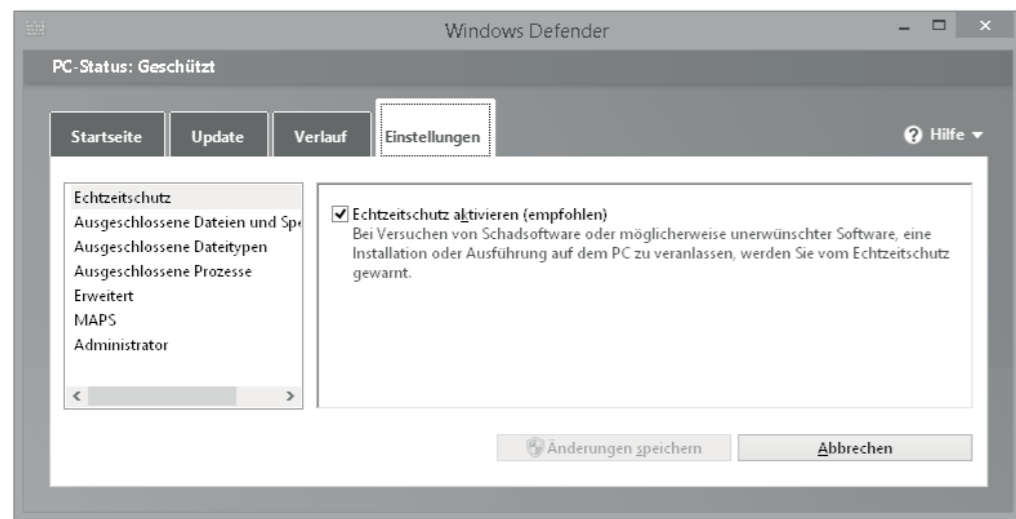 Windows Defender
PC-Status: Geschützt
Startseite
Update
Verlauf
Einstellungen
Hilfe
Echtzeitschutz
Ausgeschlossene Dateien und Spe
Ausgeschlossene Dateitypen
Ausgeschlossene Prozesse
Erweitert
MAPS
Administrator
Echtzeitschutz aktivieren (empfohlen)
Bei Versuchen von Schadsoftware oder möglicherweise unerwünschter Software, eine
Installation oder Ausführung auf dem PC zu veranlassen, werden Sie vom Echtzeitschutz
gewarnt.
Änderungen speichern
Abbrechen